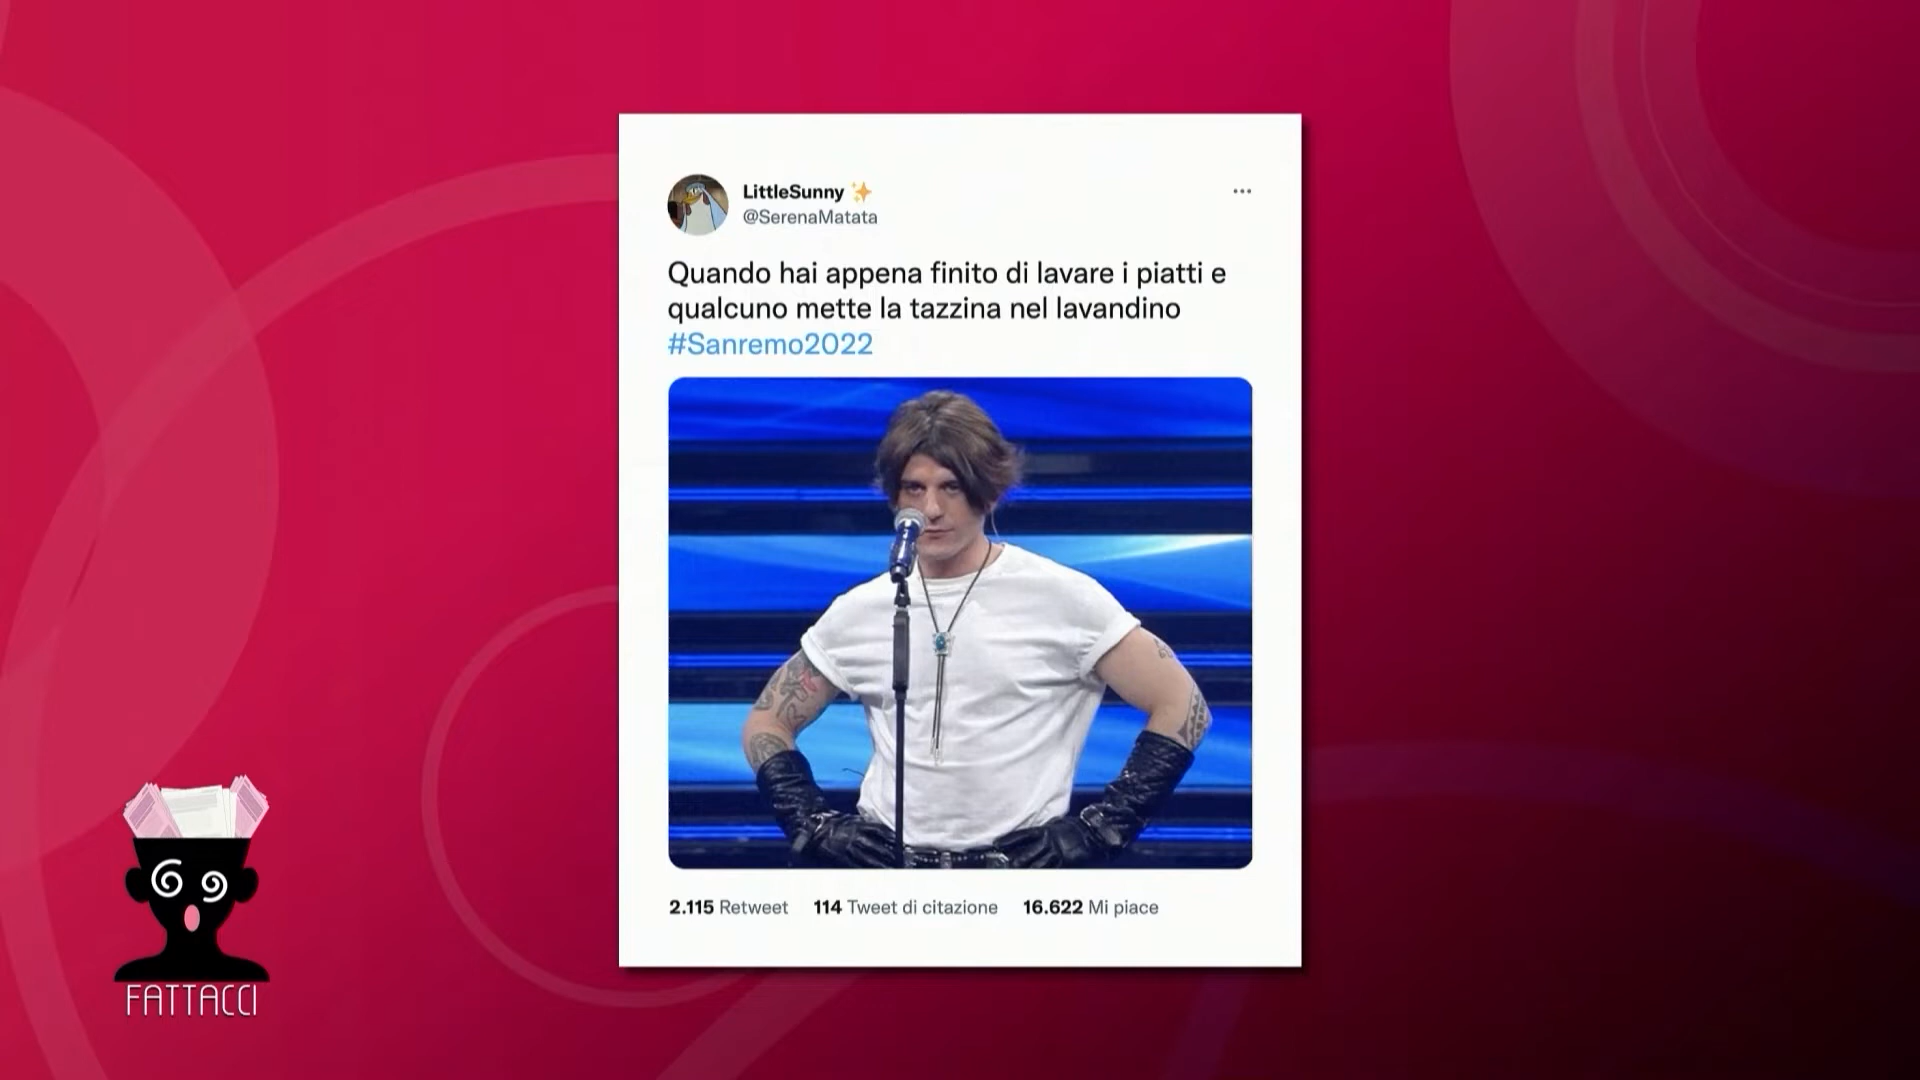 LittleSunny ✨
@SerenaMatata
Quando hai appena finito di lavare i piatti e
qualcuno mette la tazzina nel lavandino
#Sanremo2022
2.115 Retweet 114 Tweet di citazione 16.622 Mi piace
FATTACCI